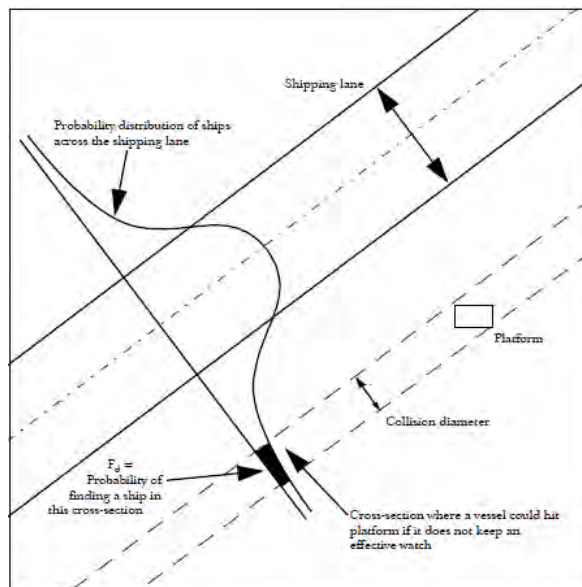 Shipping lane
Probability distribution of ships
across the shipping lane
Platform
Collision diameter
F_d =
Probability of
finding a ship in
this cross-section
Cross-section where a vessel could hit
platform if it does not keep an
effective watch